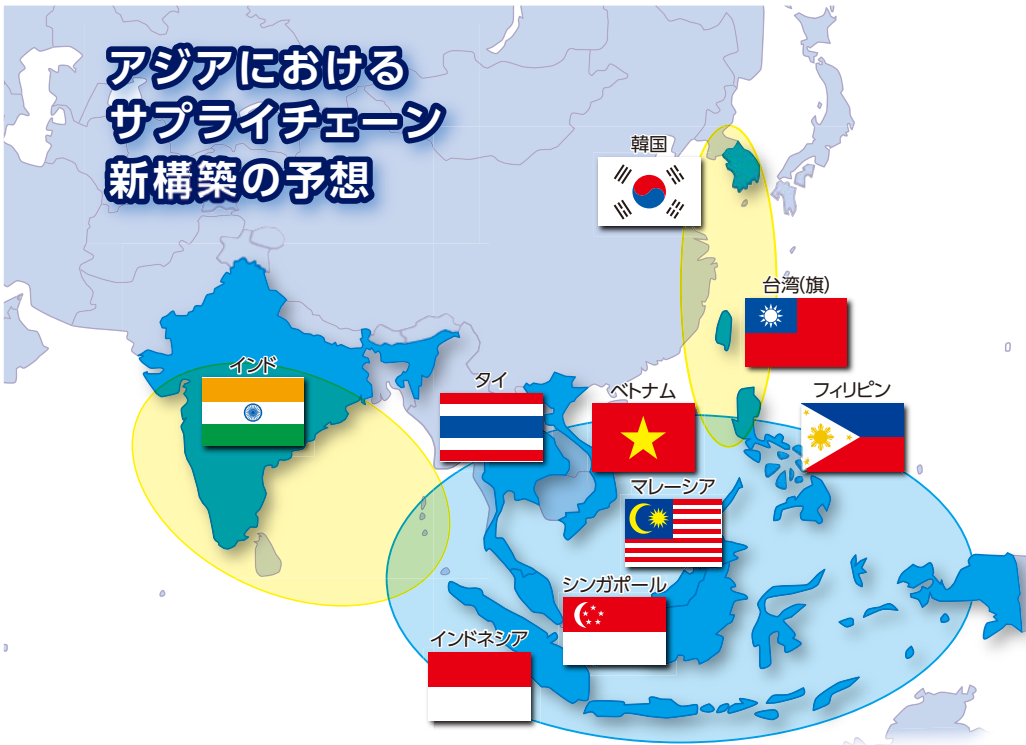 アジアにおける
サプライチェーン
新構築の予想
韓国
台湾(旗)
インド
タイ
ベトナム
フィリピン
マレーシア
シンガポール
インドネシア